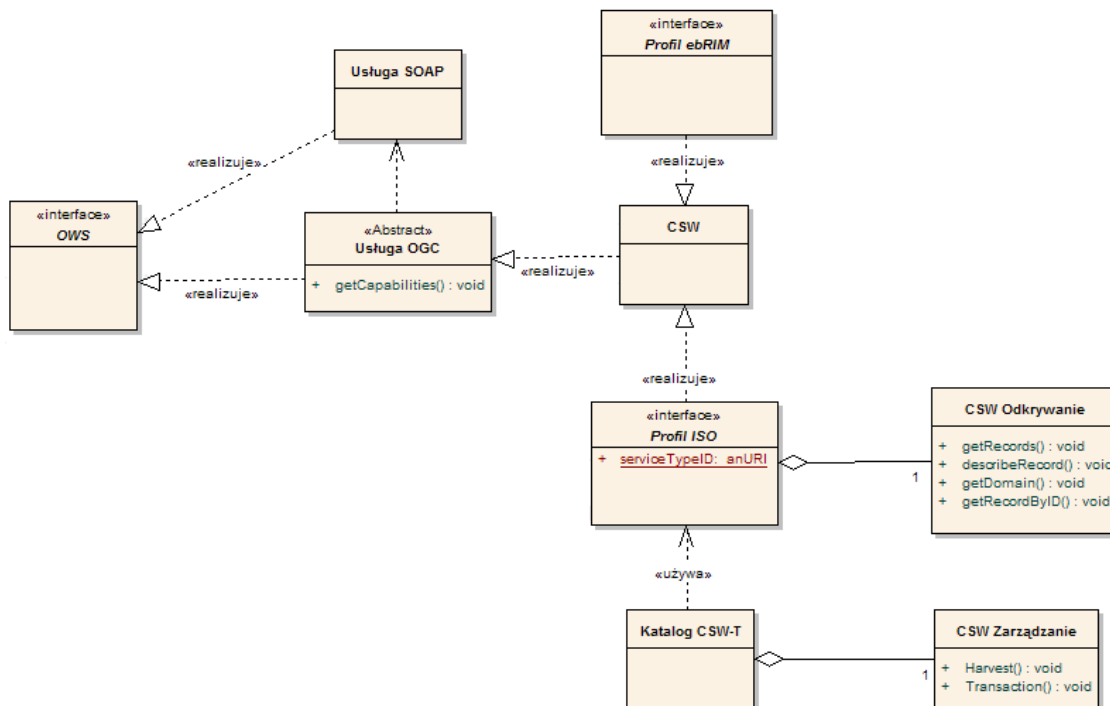 «interface»
Profil ebRIM
Usługa SOAP
«realizuje»
«realizuje»
«interface»
OWS
«Abstract»
Usługa OGC
+ getCapabilities() : void
CSW
«realizuje»
«realizuje»
«realizuje»
«interface»
Profil ISO
+ serviceTypeID: anURI
CSW Odkrywanie
+ getRecords() : void
+ describeRecord() : void
+ getDomain() : void
+ getRecordByID() : void
1
«używa»
Katalog CSW-T
CSW Zarządzanie
+ Harvest() : void
+ Transaction() : void
1